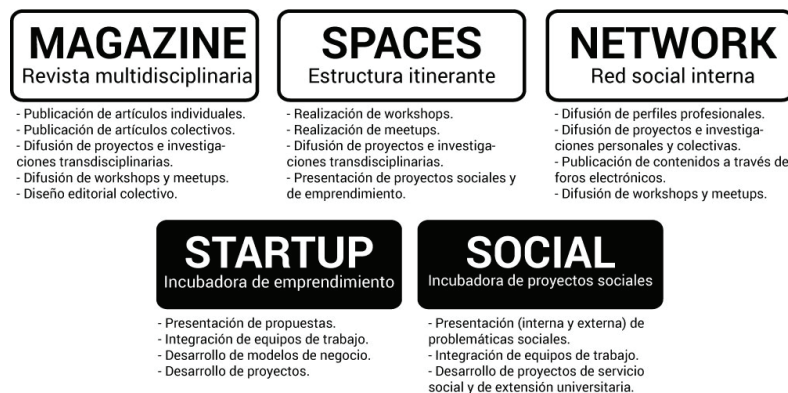 MAGAZINE
Revista multidisciplinaria
- Publicación de artículos individuales.
- Publicación de artículos colectivos.
- Difusión de proyectos e investiga-
ciones transdisciplinarias.
- Difusión de workshops y meetups.
- Diseño editorial colectivo.
SPACES
Estructura itinerante
- Realización de workshops.
- Realización de meetups.
- Difusión de proyectos e investiga-
ciones transdisciplinarias.
- Presentación de proyectos sociales y
de emprendimiento.
NETWORK
Red social interna
- Difusión de perfiles profesionales.
- Difusión de proyectos e investiga-
ciones personales y colectivas.
- Publicación de contenidos a través de
foros electrónicos.
- Difusión de workshops y meetups.
STARTUP
Incubadora de emprendimiento
- Presentación de propuestas.
- Integración de equipos de trabajo.
- Desarrollo de modelos de negocio.
- Desarrollo de proyectos.
SOCIAL
Incubadora de proyectos sociales
- Presentación (interna y externa) de
problemáticas sociales.
- Integración de equipos de trabajo.
- Desarrollo de proyectos de servicio
social y de extensión universitaria.